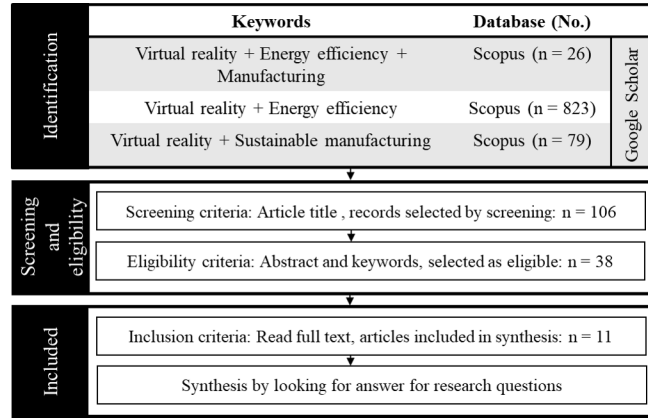 Identification
Keywords Database (No.)
Virtual reality + Energy efficiency +
Manufacturing
Scopus (n = 26)
Virtual reality + Energy efficiency Scopus (n = 823)
Virtual reality + Sustainable manufacturing Scopus (n = 79)
Google Scholar
Screening
and
eligibility
Screening criteria: Article title , records selected by screening: n = 106
Eligibility criteria: Abstract and keywords, selected as eligible: n = 38
Included
Inclusion criteria: Read full text, articles included in synthesis: n = 11
Synthesis by looking for answer for research questions